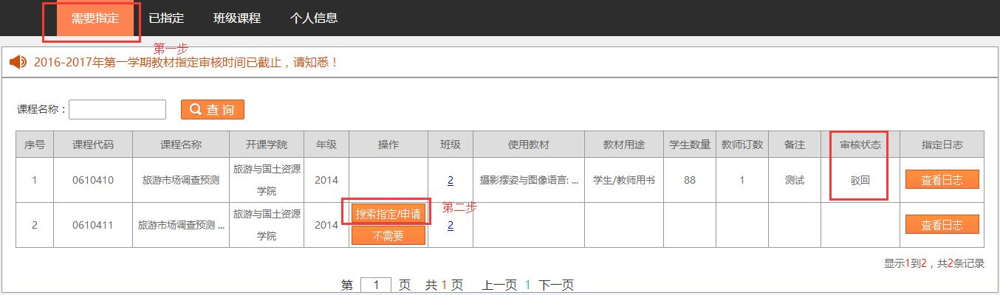 需要指定 已指定 班级课程 个人信息
第一步
2016-2017年第一学期教材指定审核时间已截止，请知悉！
课程名称： 查 询
序号 课程代码 课程名称 开课学院 年级 操作 班级 使用教材 教材用途 学生数量 教师订数 备注 审核状态 指定日志
1 0610410 旅游市场调查预测 旅游与国土资源 2014 2 摄影摆姿与图像语言: ... 学生/教师用书 88 1 测试 驳回 查看日志
学院
2 0610411 旅游市场调查预测 ... 旅游与国土资源 2014 搜索指定/申请 第二步 2 查看日志
学院 不需要
显示1到2，共2条记录
第 1 页 共 1 页 上一页 1 下一页